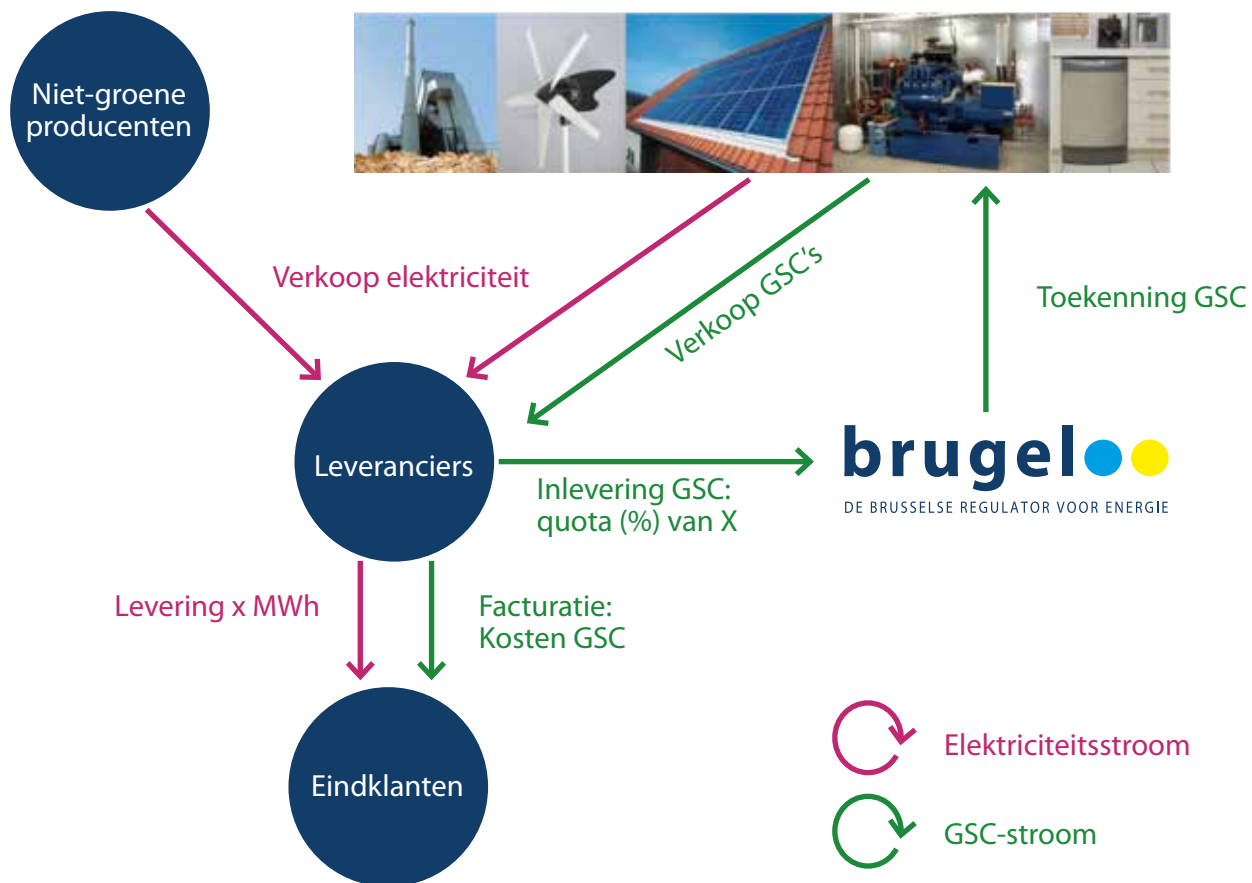 Niet-groene
producenten
Verkoop elektriciteit
Verkoop GSC's
Toekenning GSC
Leveranciers
Inlevering GSC:
quota (%) van X
brugel
DE BRUSSELSE REGULATOR VOOR ENERGIE
Levering x MWh
Facturatie:
Kosten GSC
Eindklanten
Elektriciteitsstroom
GSC-stroom